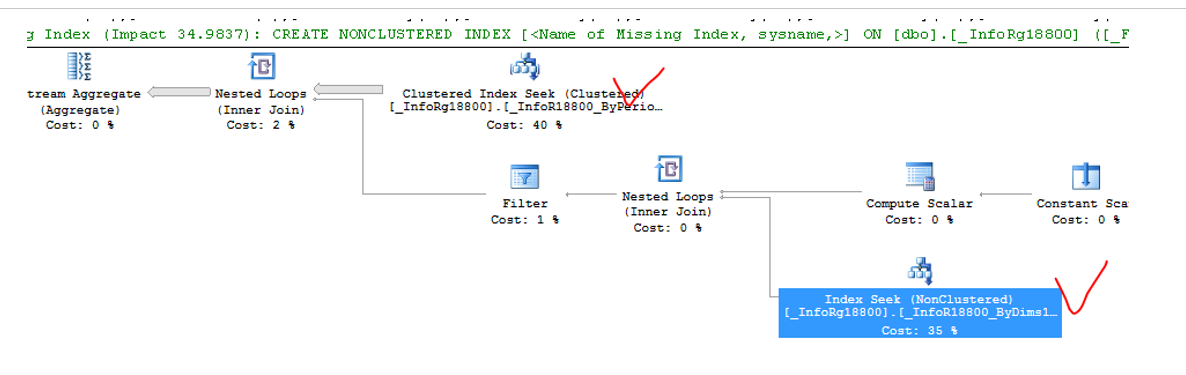 g Index (Impact 34.9837): CREATE NONCLUSTERED INDEX [<Name of Missing Index, sysname,>] ON [dbo].[_InfoRg18800] ([_F
tream Aggregate
(Aggregate)
Cost: 0 %
Nested Loops
(Inner Join)
Cost: 2 %
Clustered Index Seek (Clustered)
[_InfoRg18800].[_InfoR18800_ByPerio…
Cost: 40 %
Filter
Cost: 1 %
Nested Loops
(Inner Join)
Cost: 0 %
Compute Scalar
Cost: 0 %
Constant Sca
Cost: 0 %
Index Seek (NonClustered)
[_InfoRg18800].[_InfoR18800_ByDims1…
Cost: 35 %